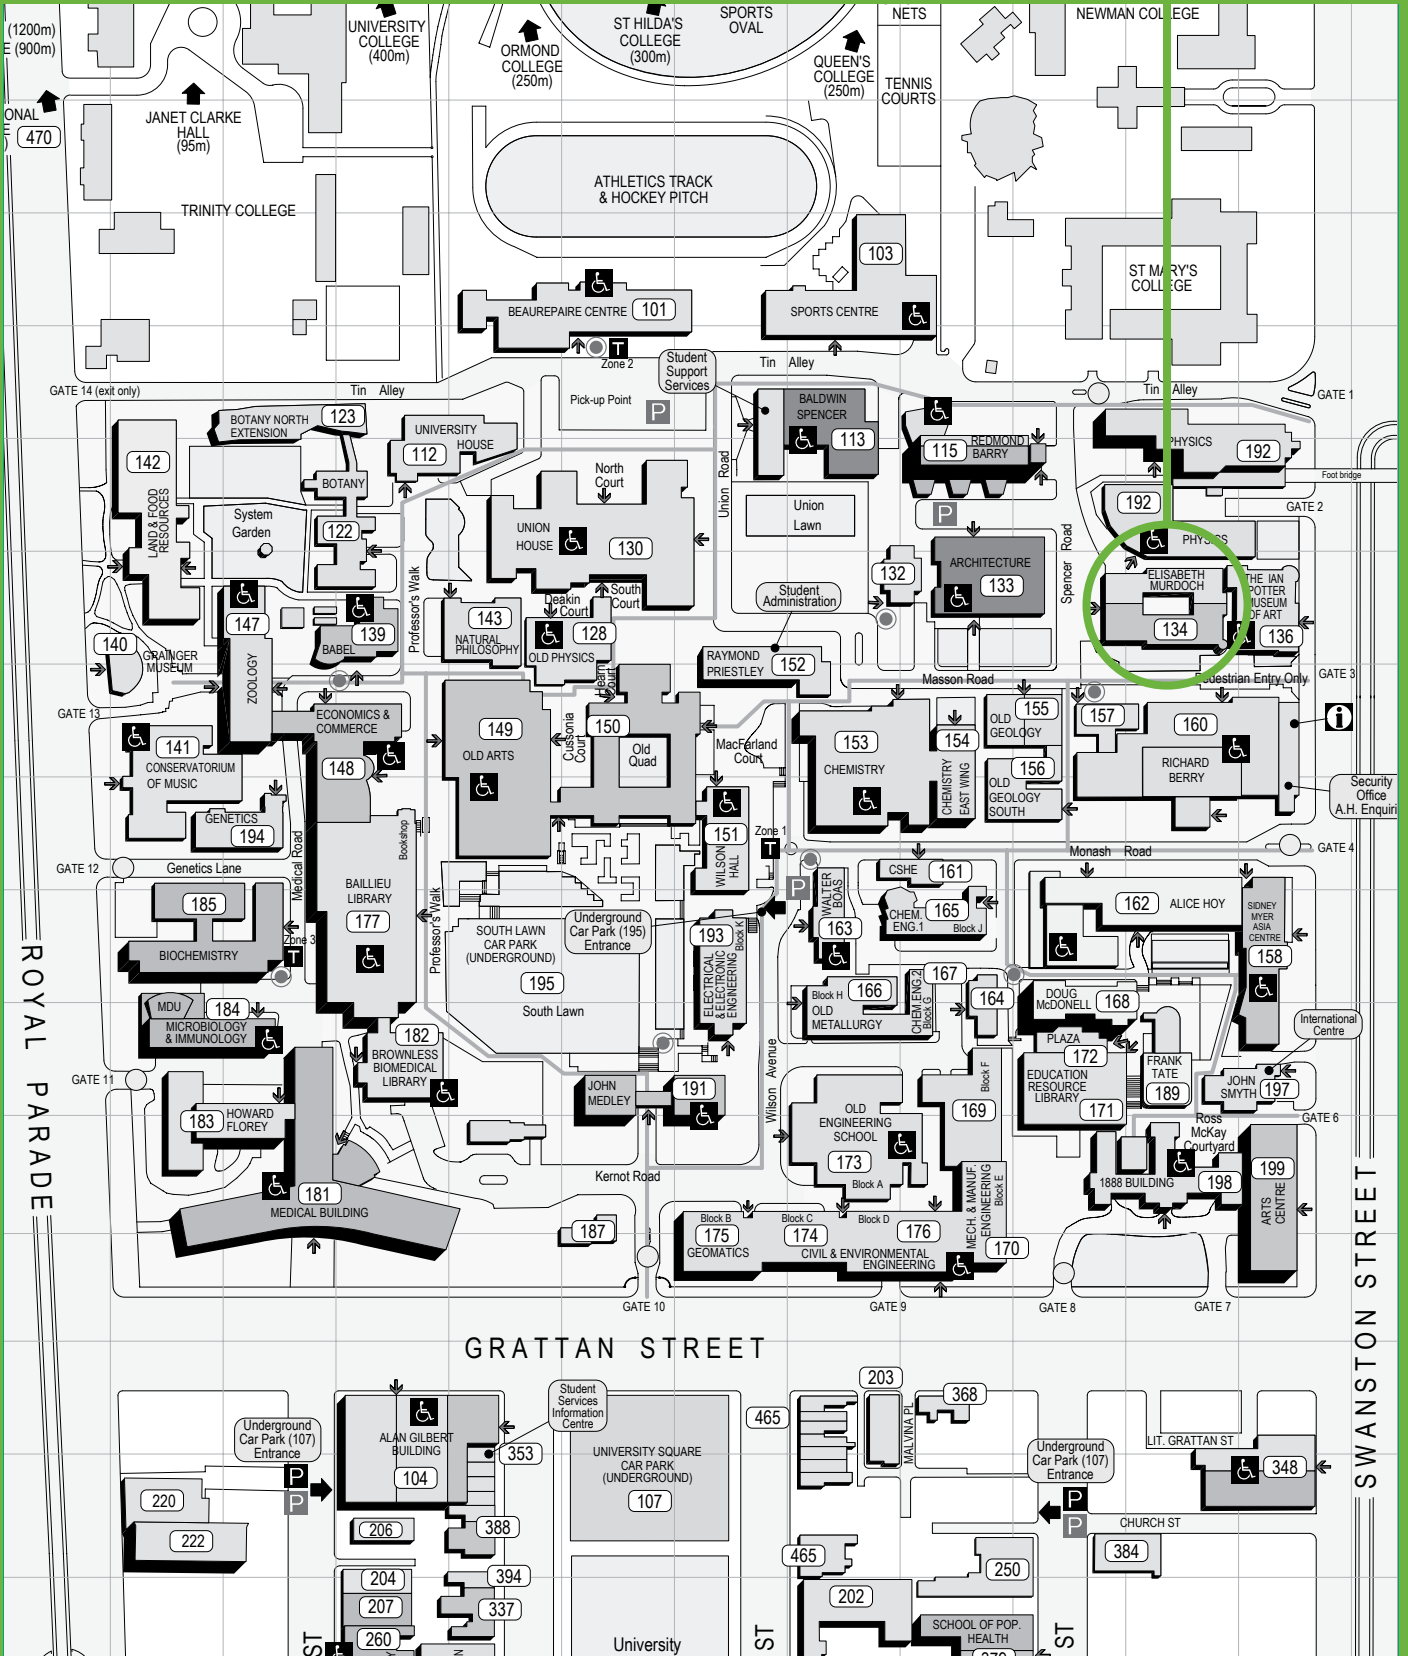 (1200m)
(900m)
470
UNIVERSITY
COLLEGE
(400m)
JANET CLARKE
HALL
(95m)
TRINITY COLLEGE
ORMOND
COLLEGE
(250m)
ST HILDA'S
COLLEGE
(300m)
SPORTS
OVAL
QUEEN'S
COLLEGE
(250m)
NETS
TENNIS
COURTS
NEWMAN COLLEGE
ATHLETICS TRACK
& HOCKEY PITCH
ST MARY'S
COLLEGE
103
SPORTS CENTRE
BEAUREPAIRE CENTRE 101
T
Zone 2
Student
Support
Services
Tin Alley
GATE 14 (exit only)
Tin Alley
Tin Alley
GATE 1
Pick-up Point
P
BOTANY NORTH
EXTENSION
123
UNIVERSITY
HOUSE
112
142
LAND & FOOD
RESOURCES
BOTANY
122
System
Garden
BALDWIN
SPENCER
113
115
REDMOND
BARRY
P
PHYSICS
192
Foot bridge
192
PHYSICS
GATE 2
North
Court
UNION
HOUSE
130
Union Road
Union
Lawn
132
ARCHITECTURE
133
Spencer Road
ELISABETH
MURDOCH
134
THE IAN
POTTER
MUSEUM
OF ART
136
Student
Administration
South
Court
Deakin
Court
Professor's Walk
143
NATURAL
PHILOSOPHY
128
OLD PHYSICS
147
ZOOLOGY
139
BABEL
140
GRAINGER
MUSEUM
RAYMOND
PRIESTLEY
152
Masson Road
Pedestrian Entry Only
GATE 3
GATE 13
ECONOMICS &
COMMERCE
148
141
CONSERVATORIUM
OF MUSIC
GENETICS
194
149
OLD ARTS
Cussonia
Court
150
Old
Quad
MacFarland
Court
153
CHEMISTRY
154
CHEMISTRY
EAST WING
155
OLD
GEOLOGY
156
OLD
GEOLOGY
SOUTH
157
160
RICHARD
BERRY
Security
Office
GATE 12
Genetics Lane
Medical Road
Bookshop
151
WILSON
HALL
Zone 1
T
P
Monash Road
GATE 4
185
BIOCHEMISTRY
Zone 3
T
BAILLIEU
LIBRARY
177
Professor's Walk
SOUTH LAWN
CAR PARK
(UNDERGROUND)
195
South Lawn
Underground
Car Park (195)
Entrance
193
Block K
ELECTRICAL
& ELECTRONIC
ENGINEERING
WALTER
BOAS
163
CSHE
161
CHEM.
ENG.1
165
Block J
162
ALICE HOY
SIDNEY
MYER
ASIA
CENTRE
158
MDU
184
MICROBIOLOGY
& IMMUNOLOGY
182
BROWNLESS
BIOMEDICAL
LIBRARY
Block H
166
OLD
METALLURGY
CHEM.ENG.2
Block G
167
164
DOUG
McDONELL
168
PLAZA
172
EDUCATION
RESOURCE
LIBRARY
171
FRANK
TATE
189
International
Centre
JOHN
SMYTH
197
GATE 11
183
HOWARD
FLOREY
JOHN
MEDLEY
191
Wilson Avenue
OLD
ENGINEERING
SCHOOL
173
Block A
Block F
169
Ross
McKay
Courtyard
GATE 6
1888 BUILDING
198
199
ARTS
CENTRE
181
MEDICAL BUILDING
Kernot Road
187
Block B
175
GEOMATICS
Block C
174
Block D
176
CIVIL & ENVIRONMENTAL
ENGINEERING
MECH. & MANUF.
ENGINEERING
Block E
170
GATE 10
GATE 9
GATE 8
GATE 7
ROYAL PARADE
GRATTAN STREET
SWANSTON STREET
Underground
Car Park (107)
Entrance
P
P
ALAN GILBERT
BUILDING
104
Student
Services
Information
Centre
353
UNIVERSITY SQUARE
CAR PARK
(UNDERGROUND)
107
465
203
368
MALVINA PL
Underground
Car Park (107)
Entrance
P
P
LIT. GRATTAN ST
348
220
222
206
388
204
207
260
394
337
465
202
250
CHURCH ST
384
SCHOOL OF POP.
HEALTH
ST
University
ST
ST